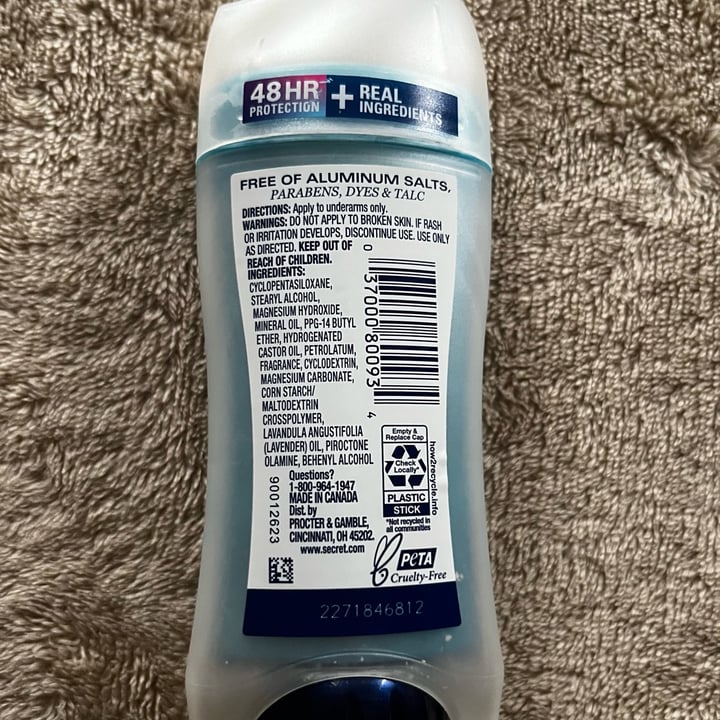 48HR
PROTECTION
+
REAL
INGREDIENTS
FREE OF ALUMINUM SALTS,
PARABENS, DYES & TALC
DIRECTIONS: Apply to underarms only.
WARNINGS: DO NOT APPLY TO BROKEN SKIN. IF RASH
OR IRRITATION DEVELOPS, DISCONTINUE USE. USE ONLY
AS DIRECTED. KEEP OUT OF
REACH OF CHILDREN.
INGREDIENTS:
CYCLOPENTASILOXANE,
STEARYL ALCOHOL,
MAGNESIUM HYDROXIDE,
MINERAL OIL, PPG-14 BUTYL
ETHER, HYDROGENATED
CASTOR OIL, PETROLATUM,
FRAGRANCE, CYCLODEXTRIN,
MAGNESIUM CARBONATE,
CORN STARCH/
MALTODEXTRIN
CROSSPOLYMER,
LAVANDULA ANGUSTIFOLIA
(LAVENDER) OIL, PIROCTONE
OLAMINE, BEHENYL ALCOHOL
0 37000 80093 4
Questions?
1-800-964-1947
MADE IN CANADA
Dist. by
PROCTER & GAMBLE,
CINCINNATI, OH 45202.
www.secret.com
90012623
Empty &
Replace Cap
Check
Locally*
PLASTIC
STICK
*Not recycled in
all communities
how2recycle.info
PETA
Cruelty-Free
2271846812